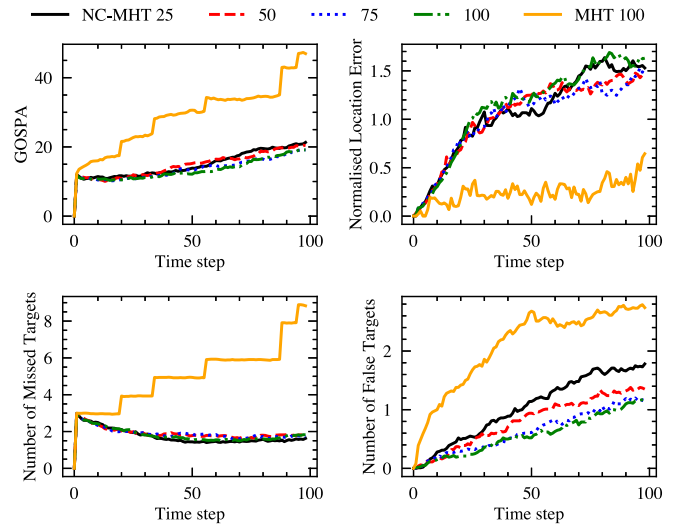 NC-MHT 25 50 75 100 MHT 100
GOSPA
40
20
0
0 50 100
Time step
Normalised Location Error
1.5
1.0
0.5
0.0
0 50 100
Time step
Number of Missed Targets
8
6
4
2
0
0 50 100
Time step
Number of False Targets
2
1
0
0 50 100
Time step